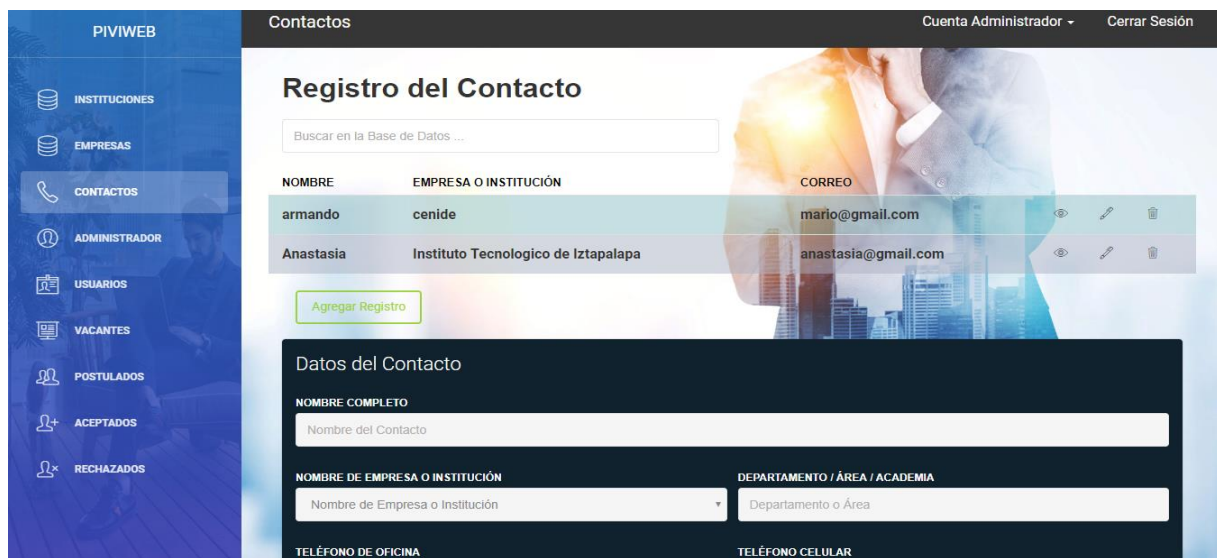 PIVIWEB
Contactos
Cuenta Administrador
Cerrar Sesión
INSTITUCIONES
EMPRESAS
CONTACTOS
ADMINISTRADOR
USUARIOS
VACANTES
POSTULADOS
ACEPTADOS
RECHAZADOS
Registro del Contacto
Buscar en la Base de Datos ...
NOMBRE EMPRESA O INSTITUCIÓN CORREO
armando cenide mario@gmail.com
Anastasia Instituto Tecnologico de Iztapalapa anastasia@gmail.com
Agregar Registro
Datos del Contacto
NOMBRE COMPLETO
Nombre del Contacto
NOMBRE DE EMPRESA O INSTITUCIÓN DEPARTAMENTO / ÁREA / ACADEMIA
Nombre de Empresa o Institución Departamento o Área
TELÉFONO DE OFICINA TELÉFONO CELULAR